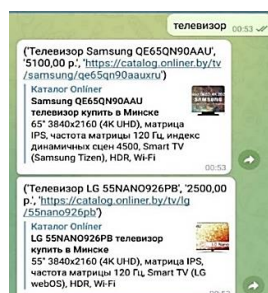 телевизор 00:53
('Телевизор Samsung QE65QN90AAU',
'5100,00 р.', 'https://catalog.onliner.by/tv
/samsung/qe65qn90aauxru')
Каталог Onlíner
Samsung QE65QN90AAU
телевизор купить в Минске
65" 3840x2160 (4K UHD), матрица
IPS, частота матрицы 120 Гц, индекс
динамичных сцен 4500, Smart TV
(Samsung Tizen), HDR, Wi-Fi
00:53
('Телевизор LG 55NANO926PB', '2500,00
р.', 'https://catalog.onliner.by/tv/lg
/55nano926pb')
Каталог Onlíner
LG 55NANO926PB телевизор
купить в Минске
55" 3840x2160 (4K UHD), матрица IPS,
частота матрицы 120 Гц, Smart TV (LG
webOS), HDR, Wi-Fi
00:53